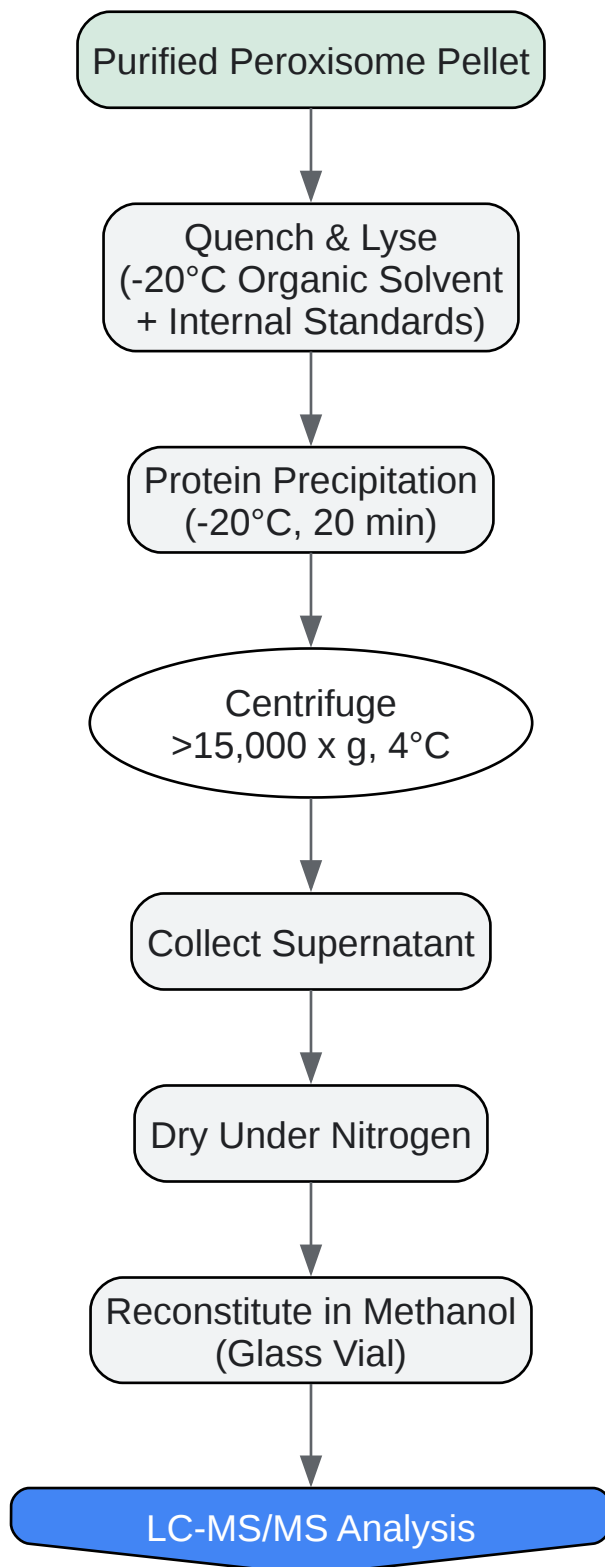 Purified Peroxisome Pellet
Quench & Lyse
(-20°C Organic Solvent
+ Internal Standards)
Protein Precipitation
(-20°C, 20 min)
Centrifuge
>15,000 x g, 4°C
Collect Supernatant
Dry Under Nitrogen
Reconstitute in Methanol
(Glass Vial)
LC-MS/MS Analysis